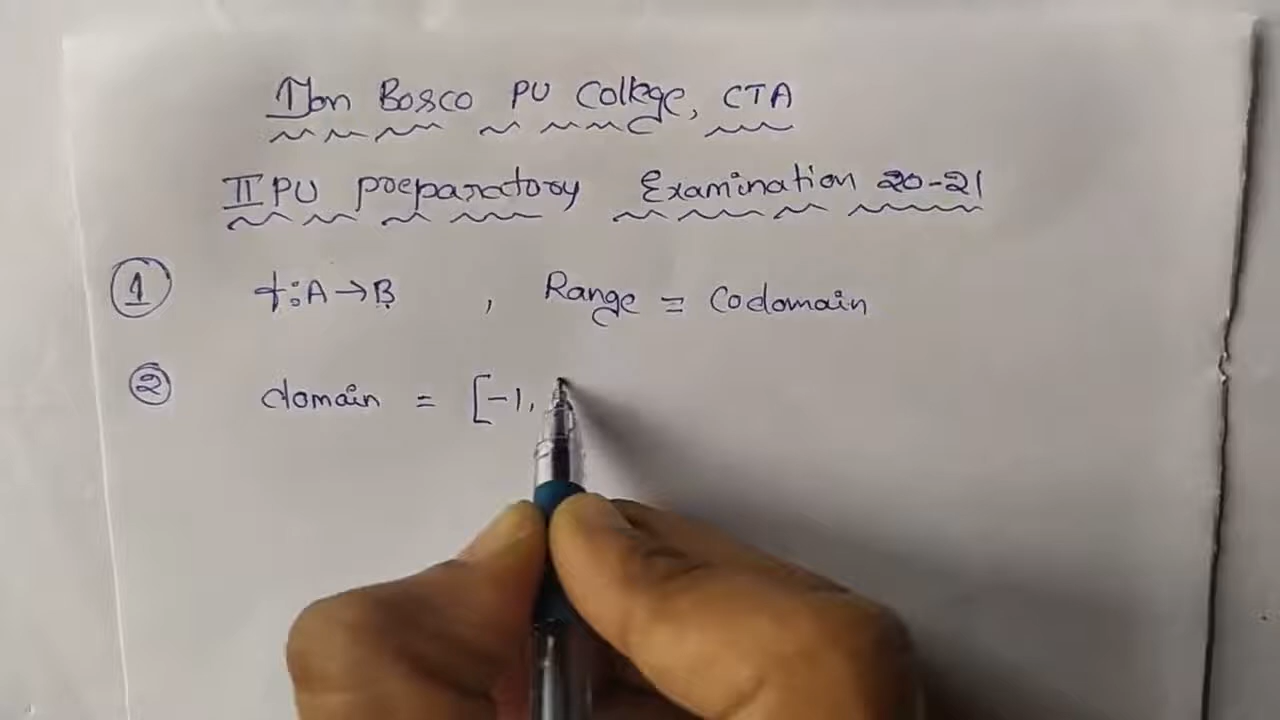 Don Bosco PU College, CTA
II PU preparatory Examination 20-21
1 f:A→B , Range = Codomain
2 domain = [-1,